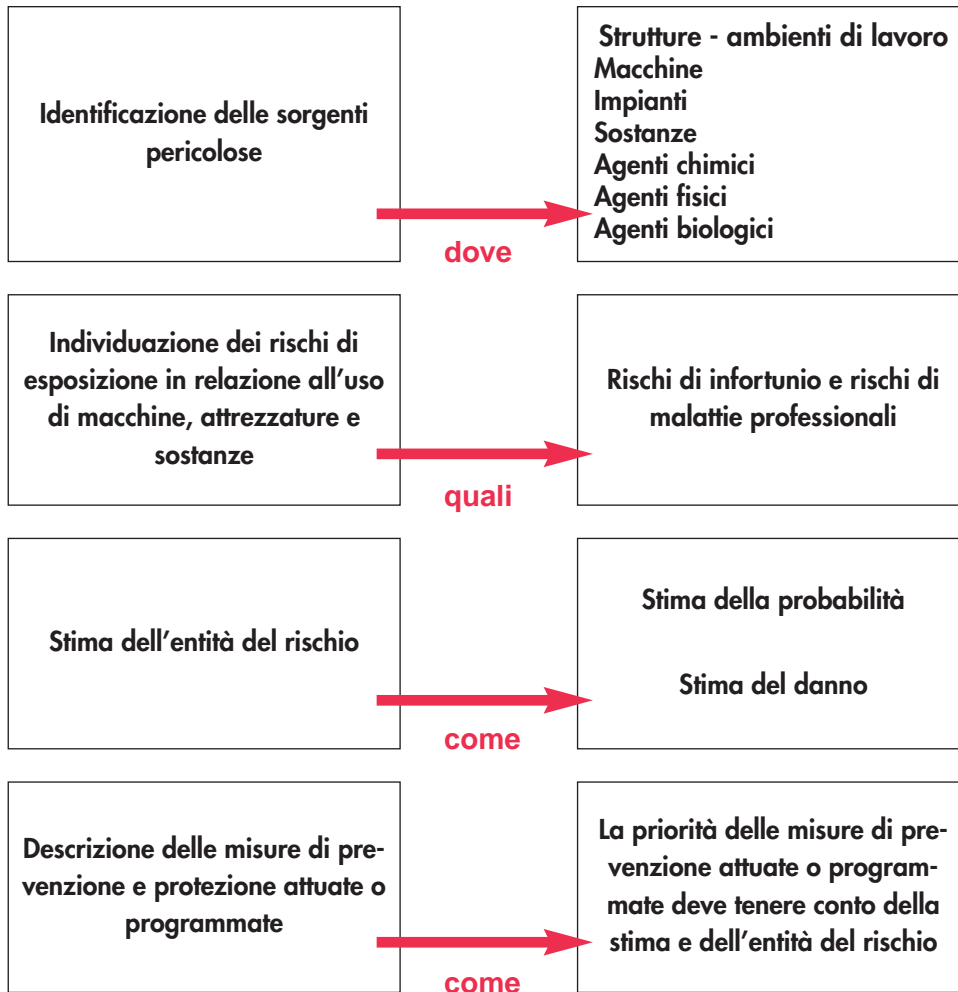 Identificazione delle sorgenti
pericolose
dove
Strutture - ambienti di lavoro
Macchine
Impianti
Sostanze
Agenti chimici
Agenti fisici
Agenti biologici
Individuazione dei rischi di
esposizione in relazione all'uso
di macchine, attrezzature e
sostanze
quali
Rischi di infortunio e rischi di
malattie professionali
Stima dell'entità del rischio
come
Stima della probabilità
Stima del danno
Descrizione delle misure di pre-
venzione e protezione attuate o
programmate
come
La priorità delle misure di pre-
venzione attuate o program-
mate deve tenere conto della
stima e dell'entità del rischio